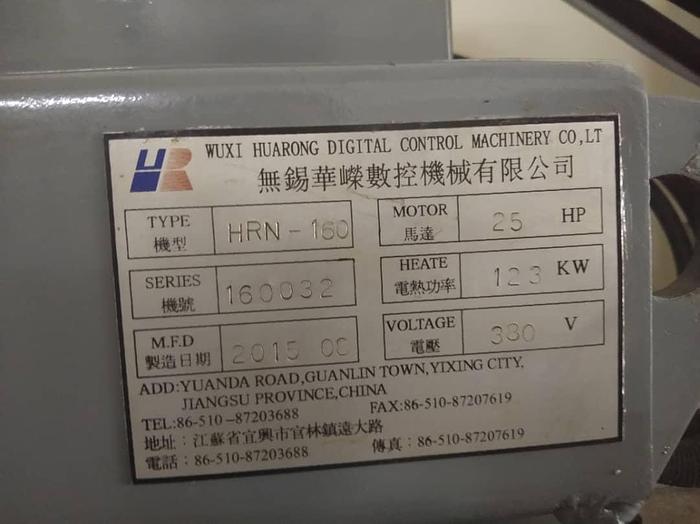 HR WUXI HUARONG DIGITAL CONTROL MACHINERY CO,LT
無錫華嶸數控機械有限公司
TYPE HRN-160 MOTOR 25 HP
機型 馬達
SERIES 160032 HEATE 123 KW
機號 電熱功率
M.F.D 2015 VOLTAGE 380 V
製造日期 電壓
ADD:YUANDA ROAD,GUANLIN TOWN,YIXING CITY,
JIANGSU PROVINCE,CHINA
TEL:86-510-87203688 FAX:86-510-87207619
地址：江蘇省宜興市官林鎮遠大路
電話：86-510-87203688 傳真：86-510-87207619